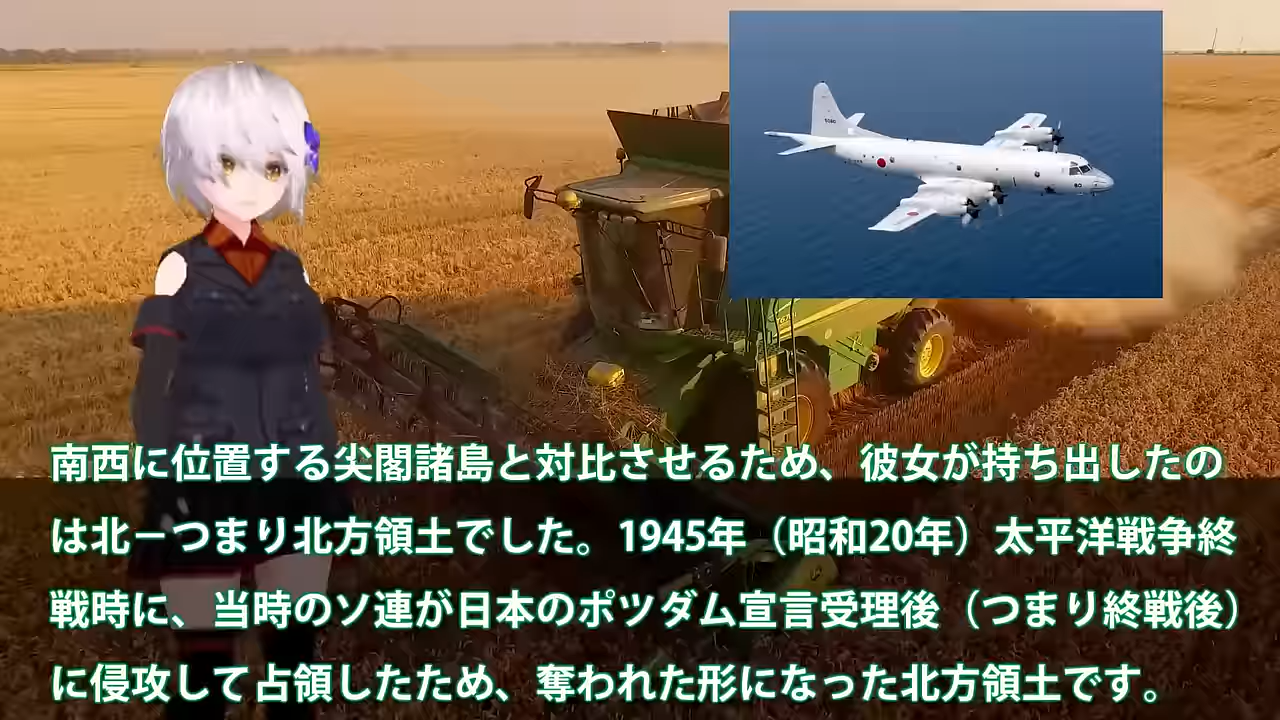 南西に位置する尖閣諸島と対比させるため、彼女が持ち出したの
は北－つまり北方領土でした。1945年（昭和20年）太平洋戦争終
戦時に、当時のソ連が日本のポツダム宣言受理後（つまり終戦後）
に侵攻して占領したため、奪われた形になった北方領土です。